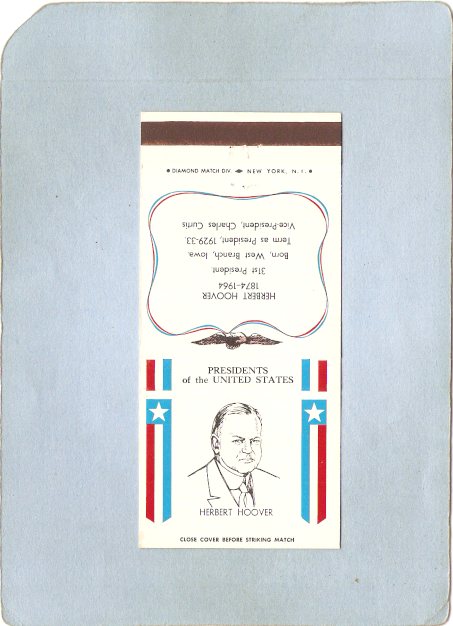 • DIAMOND MATCH DIV NEW YORK, N. Y. •
HERBERT HOOVER
1874-1964
31st President
Born, West Branch, Iowa.
Term as President, 1929-33.
Vice-President, Charles Curtis
PRESIDENTS
of the UNITED STATES
HERBERT HOOVER
CLOSE COVER BEFORE STRIKING MATCH